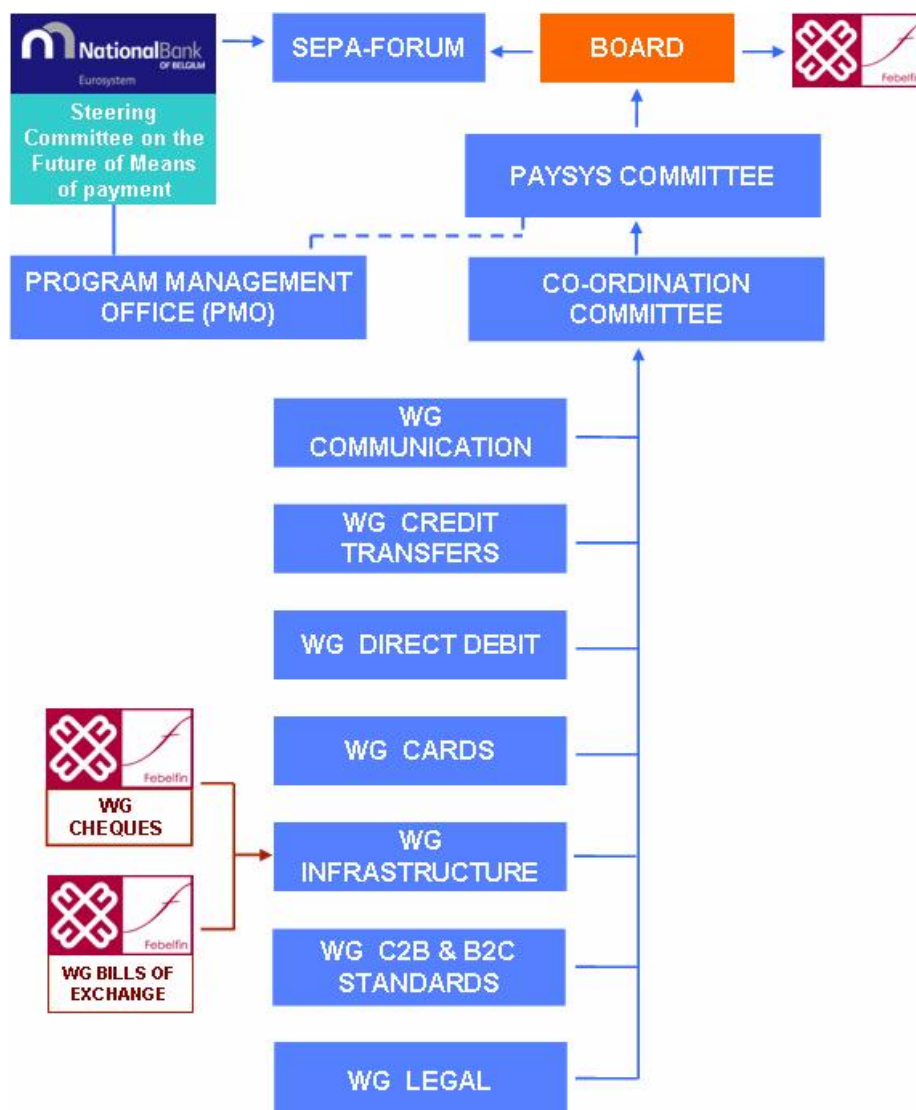 NationalBank
OF BELGIUM
Eurosystem
SEPA-FORUM
BOARD
Febelfin
Steering
Committee on the
Future of Means
of payment
PAYSYS COMMITTEE
PROGRAM MANAGEMENT
OFFICE (PMO)
CO-ORDINATION
COMMITTEE
WG
COMMUNICATION
WG CREDIT
TRANSFERS
WG DIRECT DEBIT
WG CARDS
Febelfin
WG
CHEQUES
WG
INFRASTRUCTURE
Febelfin
WG BILLS OF
EXCHANGE
WG C2B & B2C
STANDARDS
WG LEGAL